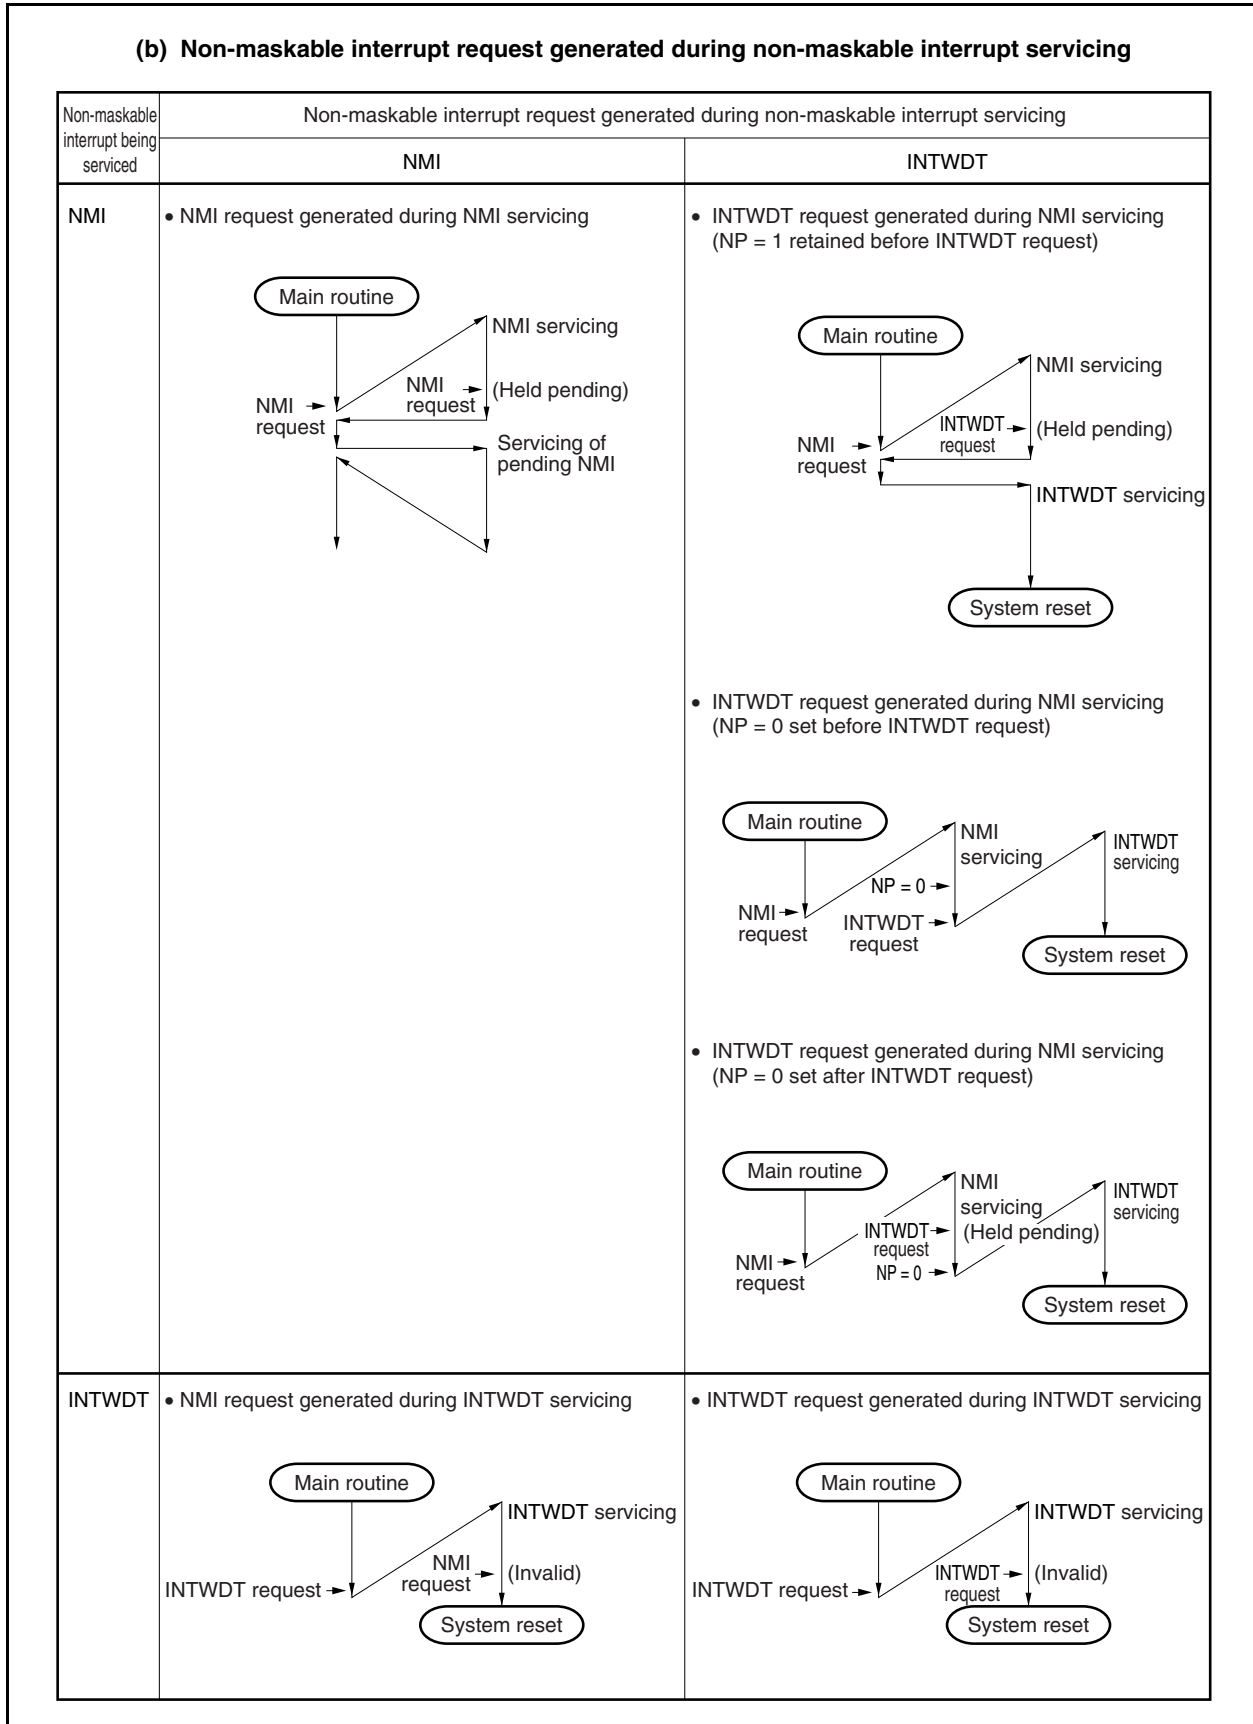 (b) Non-maskable interrupt request generated during non-maskable interrupt servicing
Non-maskable
interrupt being
serviced
Non-maskable interrupt request generated during non-maskable interrupt servicing
NMI
INTWDT
NMI
• NMI request generated during NMI servicing
Main routine
NMI servicing
NMI
request
(Held pending)
NMI
request
Servicing of
pending NMI
• INTWDT request generated during NMI servicing
(NP = 1 retained before INTWDT request)
Main routine
NMI servicing
INTWDT
request
(Held pending)
NMI
request
INTWDT servicing
System reset
• INTWDT request generated during NMI servicing
(NP = 0 set before INTWDT request)
Main routine
NMI
servicing
INTWDT
servicing
NP = 0
NMI
request
INTWDT
request
System reset
• INTWDT request generated during NMI servicing
(NP = 0 set after INTWDT request)
Main routine
NMI
servicing
(Held pending)
INTWDT
servicing
INTWDT
request
NMI
request
NP = 0
System reset
INTWDT
• NMI request generated during INTWDT servicing
Main routine
INTWDT servicing
NMI
request
(Invalid)
INTWDT request
System reset
• INTWDT request generated during INTWDT servicing
Main routine
INTWDT servicing
INTWDT
request
(Invalid)
INTWDT request
System reset